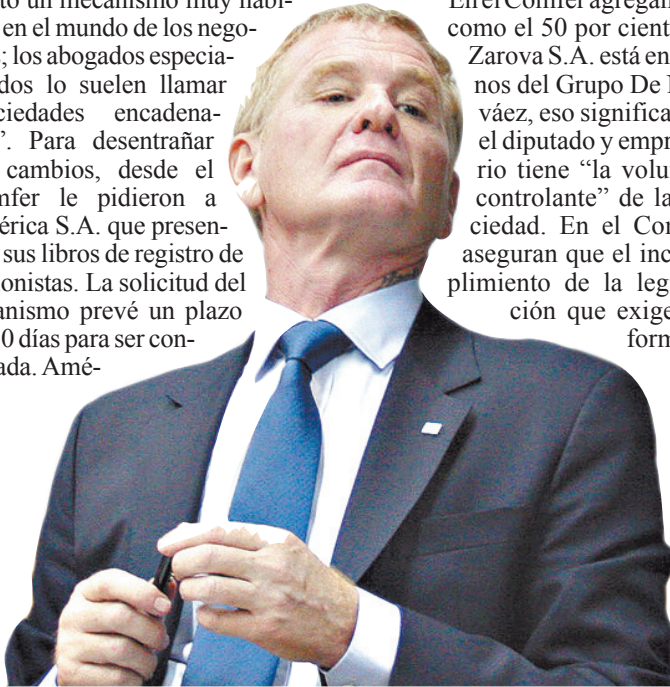 to un mecanismo muy habi-
en el mundo de los nego-
s; los abogados especia-
dos lo suelen llamar
ciedades encadena-
”. Para desentrañar
cambios, desde el
mfer le pidieron a
érica S.A. que presen-
sus libros de registro de
onistas. La solicitud del
anismo prevé un plazo
0 días para ser con-
ada. Amé-
En el Comfer agregan
como el 50 por cient
Zarova S.A. está en
nos del Grupo De
váez, eso significa
el diputado y empr
rio tiene “la volu
controlante” de la
ciedad. En el Co
aseguran que el inc
plimiento de la leg
ción que exige
form